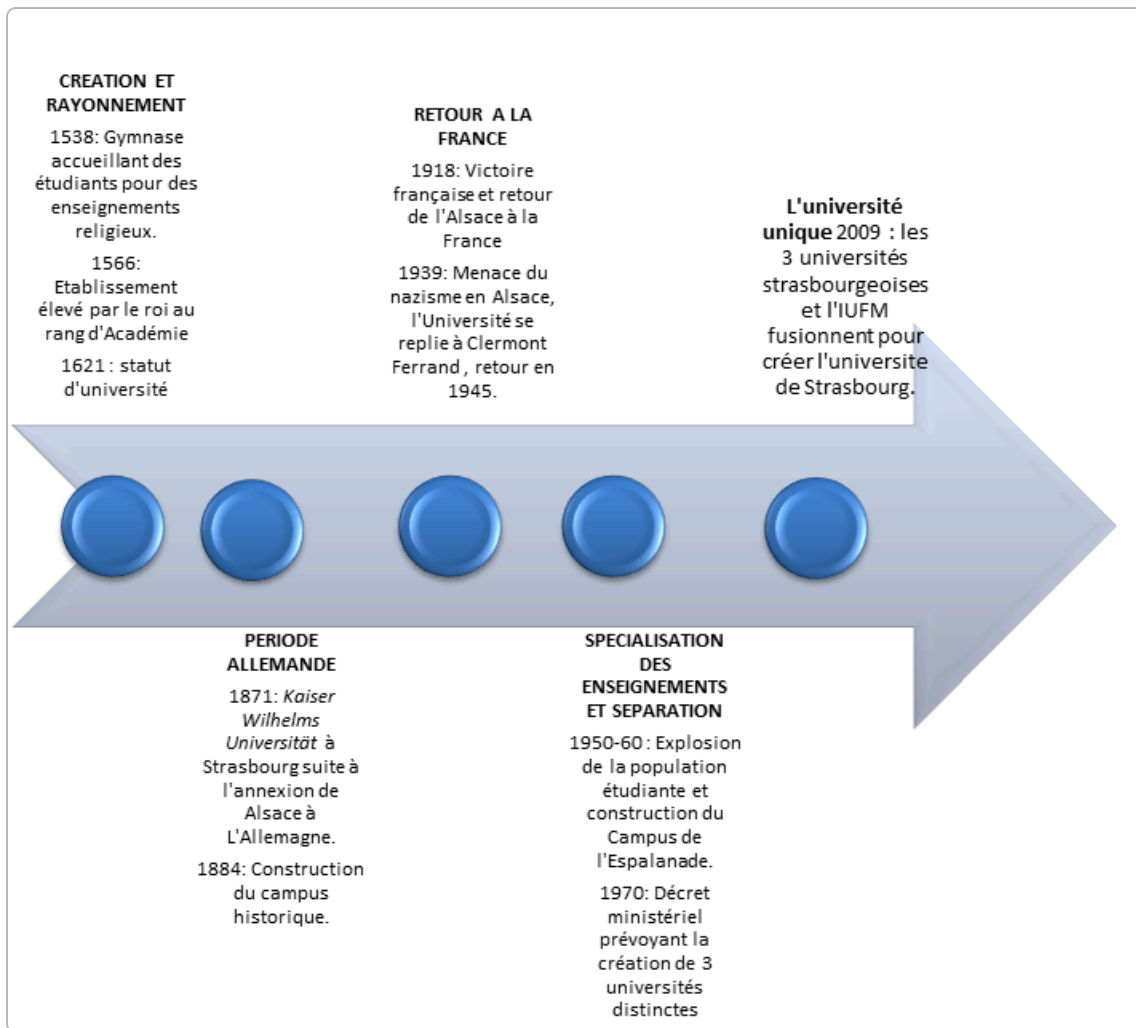 CREATION ET
RAYONNEMENT
1538: Gymnase
accueillant des
étudiants pour des
enseignements
religieux.
1566:
Etablissement
élevé par le roi au
rang d'Académie
1621 : statut
d'université
PERIODE
ALLEMANDE
1871: Kaiser
Wilhelms
Universität à
Strasbourg suite à
l'annexion de
Alsace à
L'Allemagne.
1884: Construction
du campus
historique.
RETOUR A LA
FRANCE
1918: Victoire
française et retour
de l'Alsace à la
France
1939: Menace du
nazisme en Alsace,
l'Université se
replie à Clermont
Ferrand , retour en
1945.
SPECIALISATION
DES
ENSEIGNEMENTS
ET SEPARATION
1950-60 : Explosion
de la population
étudiante et
construction du
Campus de
l'Espalanade.
1970: Décret
ministériel
prévoyant la
création de 3
universités
distinctes
L'université
unique 2009 : les
3 universités
strasbourgeoises
et l'IUFM
fusionnent pour
créer l'universite
de Strasbourg.